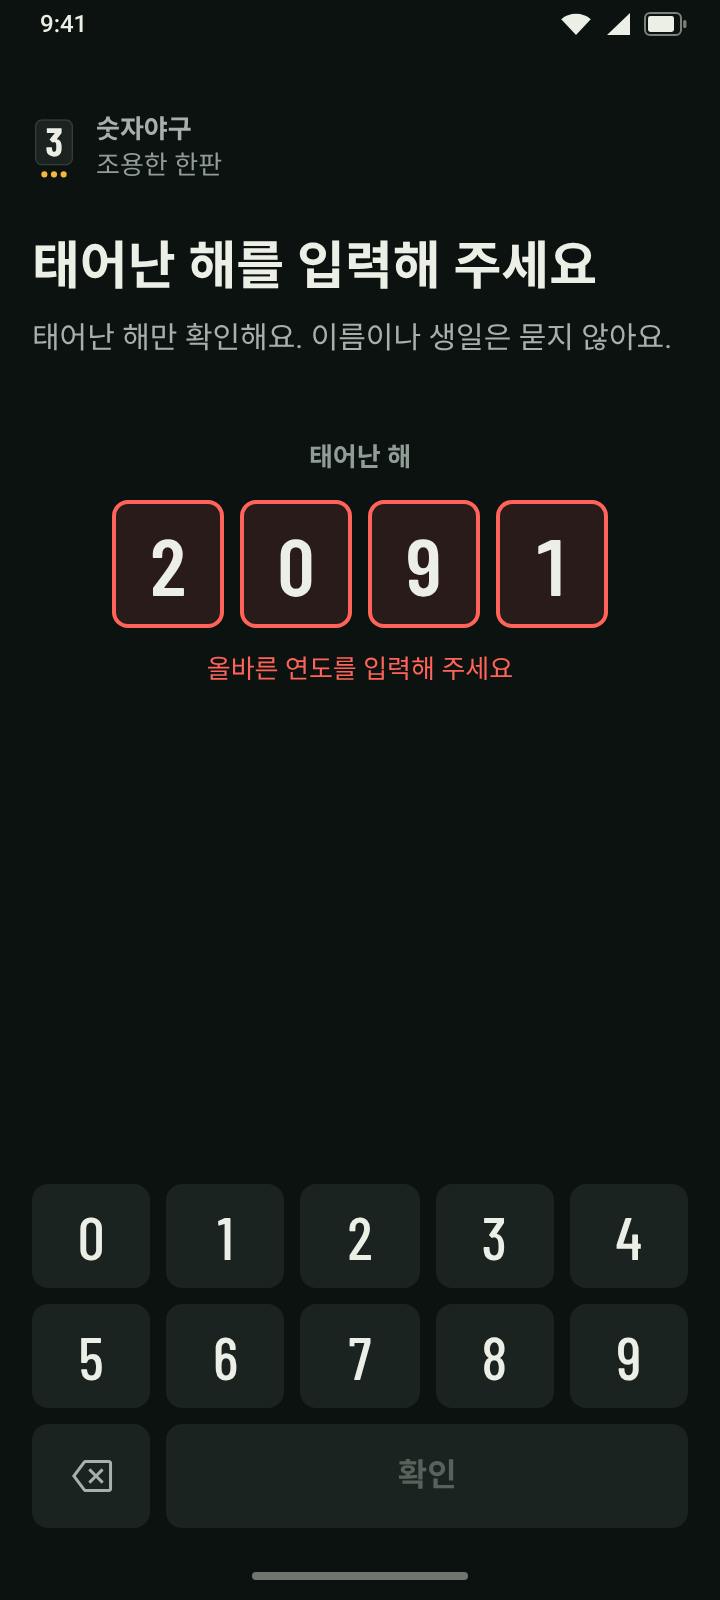 9:41
3
숫자야구
조용한 한판
태어난 해를 입력해 주세요
태어난 해만 확인해요. 이름이나 생일은 묻지 않아요.
태어난 해
2 0 9 1
올바른 연도를 입력해 주세요
0 1 2 3 4
5 6 7 8 9
확인